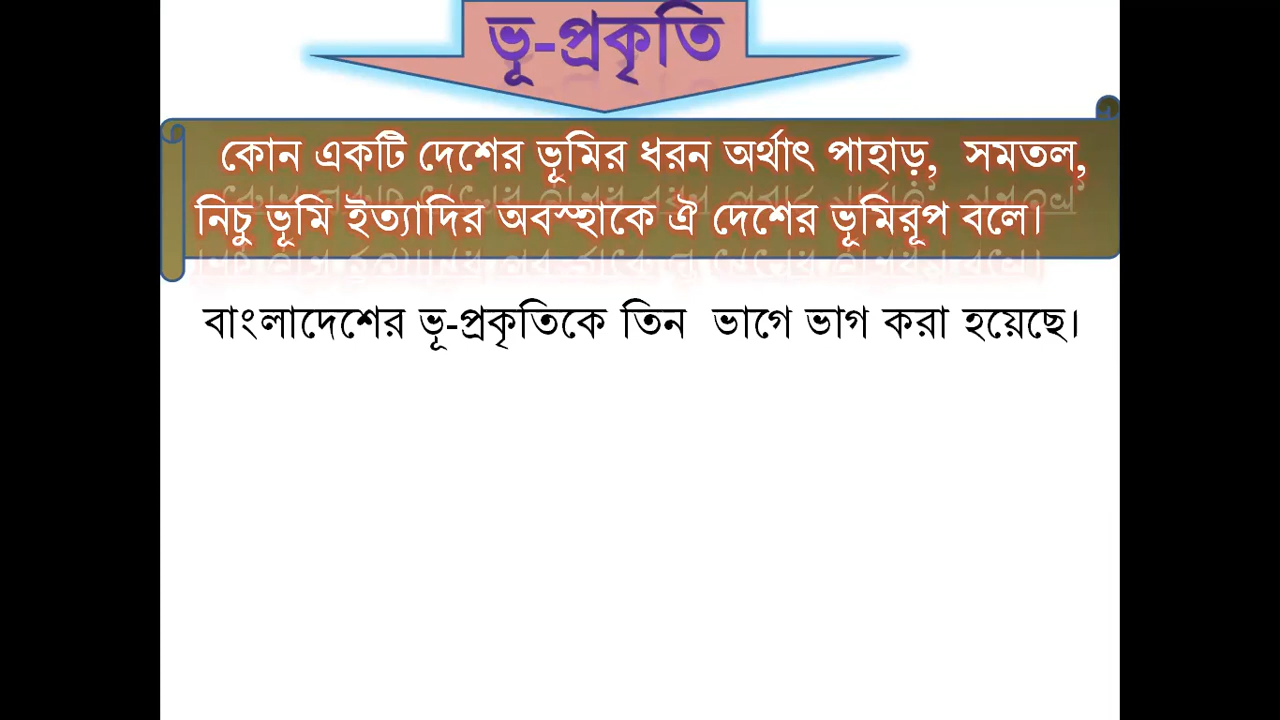 ভূ-প্রকৃতি
কোন একটি দেশের ভূমির ধরন অর্থাৎ পাহাড়, সমতল,
নিচু ভূমি ইত্যাদির অবস্হাকে ঐ দেশের ভূমিরূপ বলে।
বাংলাদেশের ভূ-প্রকৃতিকে তিন ভাগে ভাগ করা হয়েছে।